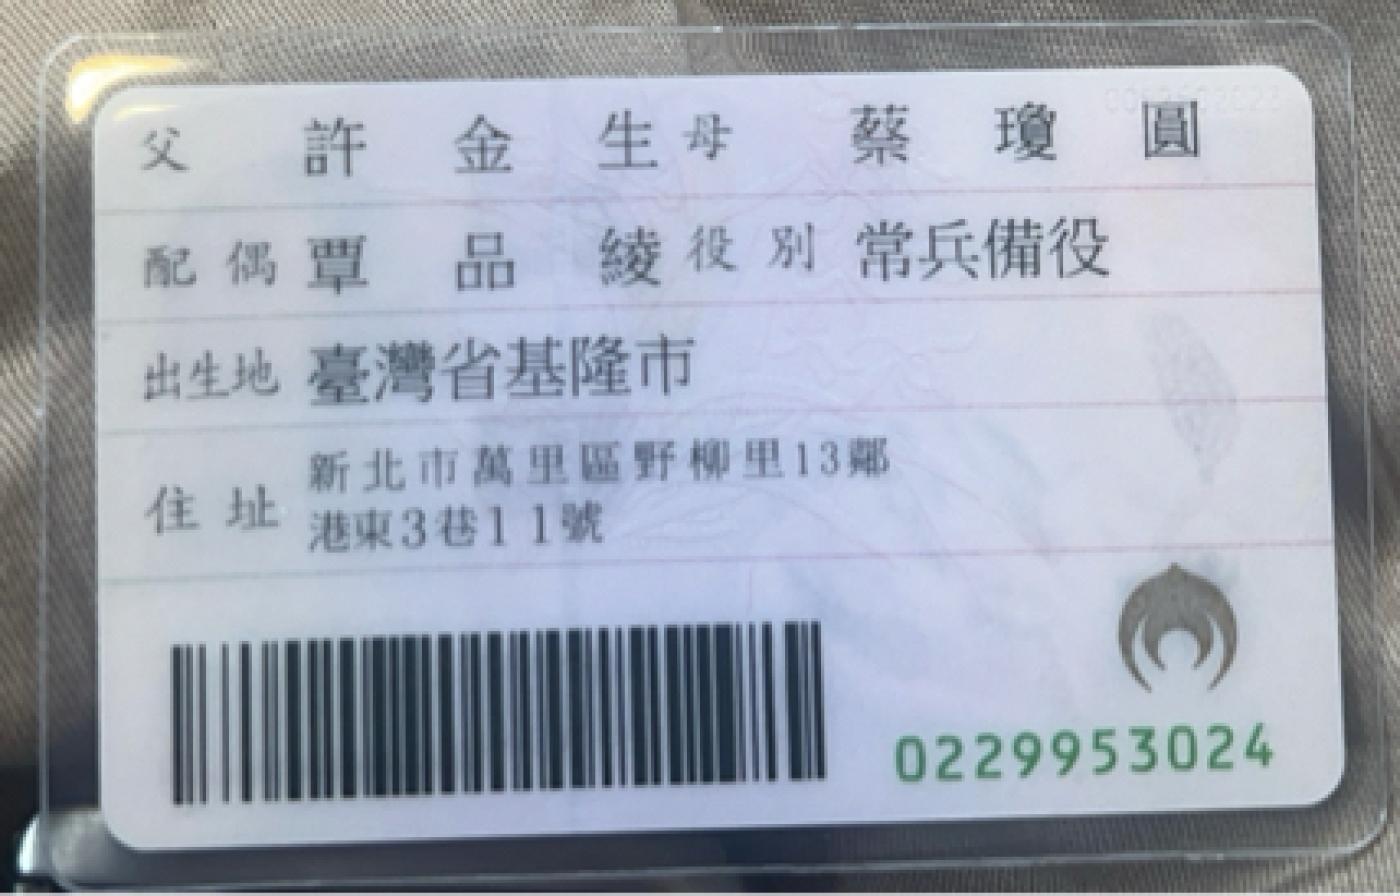 父 許金生 母 蔡瓊圓
配偶 覃品綾 役別 常兵備役
出生地 臺灣省基隆市
住址 新北市萬里區野柳里13鄰
港東3巷11號
0229953024